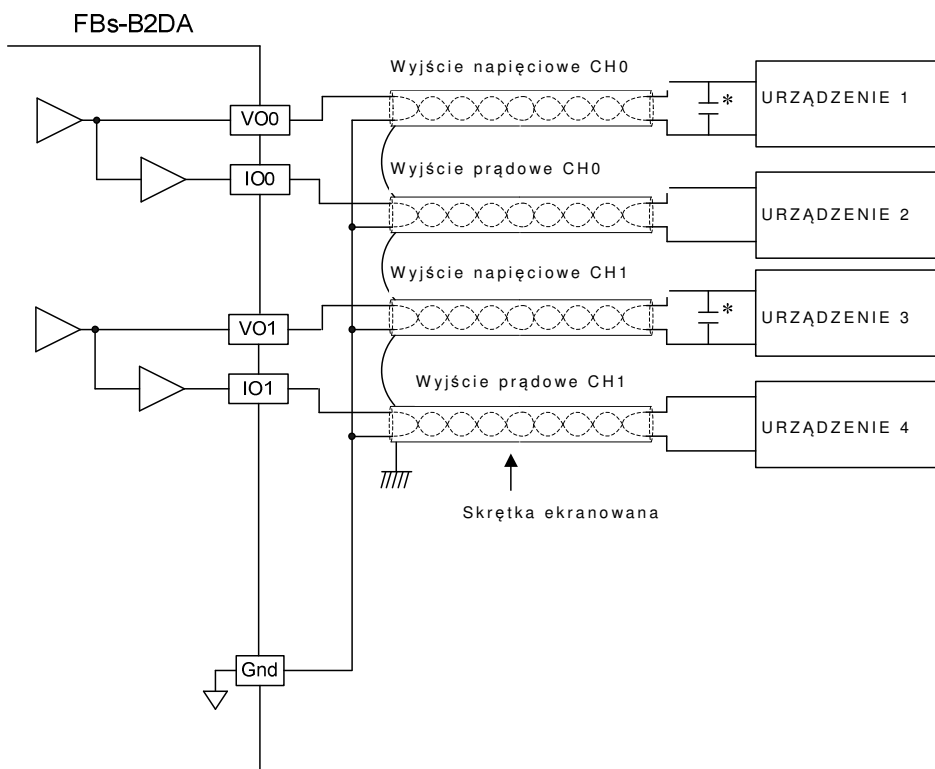 FBs-B2DA
Wyjście napięciowe CH0
VO0
* URZĄDZENIE 1
Wyjście prądowe CH0
IO0
URZĄDZENIE 2
Wyjście napięciowe CH1
VO1
* URZĄDZENIE 3
Wyjście prądowe CH1
IO1
URZĄDZENIE 4
Skrętka ekranowana
Gnd